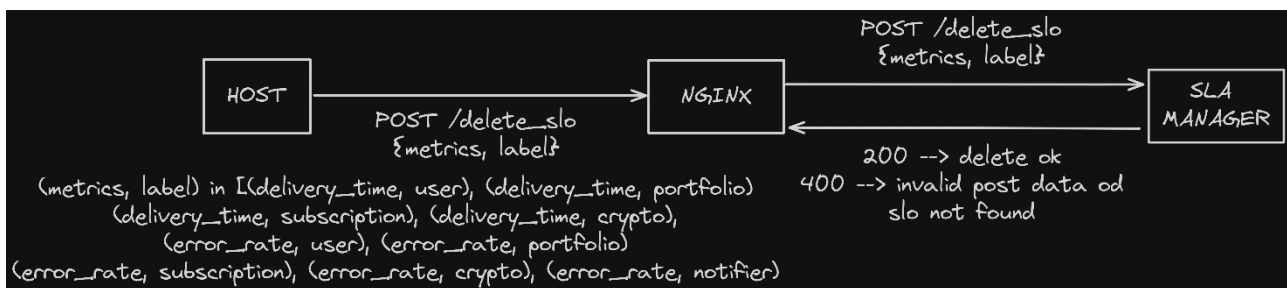 POST /delete_slo
{metrics, label}
HOST
NGINX
SLA
MANAGER
POST /delete_slo
{metrics, label}
200 --> delete ok
400 --> invalid post data od
slo not found
(metrics, label) in [(delivery_time, user), (delivery_time, portfolio)
(delivery_time, subscription), (delivery_time, crypto),
(error_rate, user), (error_rate, portfolio)
(error_rate, subscription), (error_rate, crypto), (error_rate, notifier)